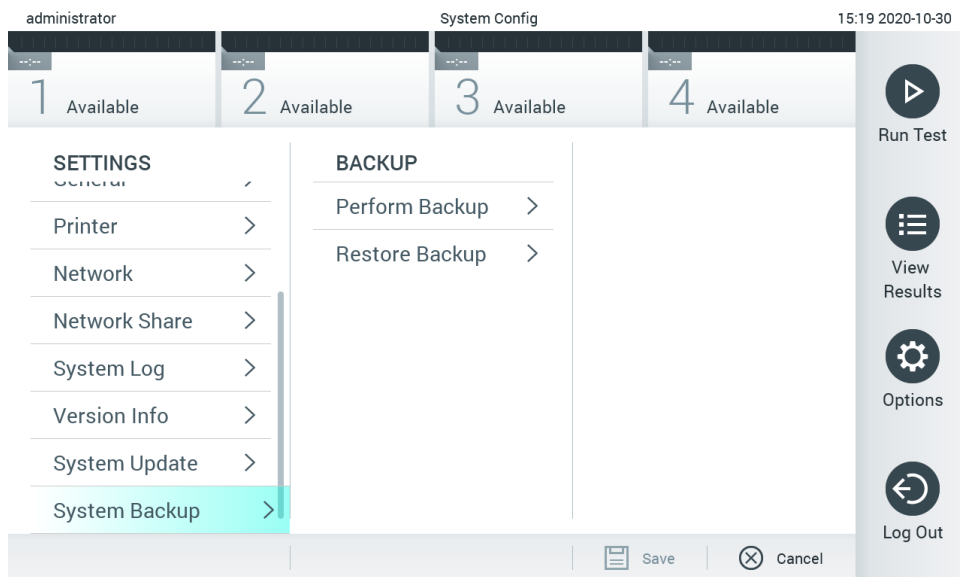 administrator
System Config
15:19 2020-10-30
--:--
--:--
--:--
--:--
1 Available
2 Available
3 Available
4 Available
SETTINGS
General
Printer
Network
Network Share
System Log
Version Info
System Update
System Backup
BACKUP
Perform Backup
Restore Backup
Run Test
View
Results
Options
Log Out
Save
Cancel